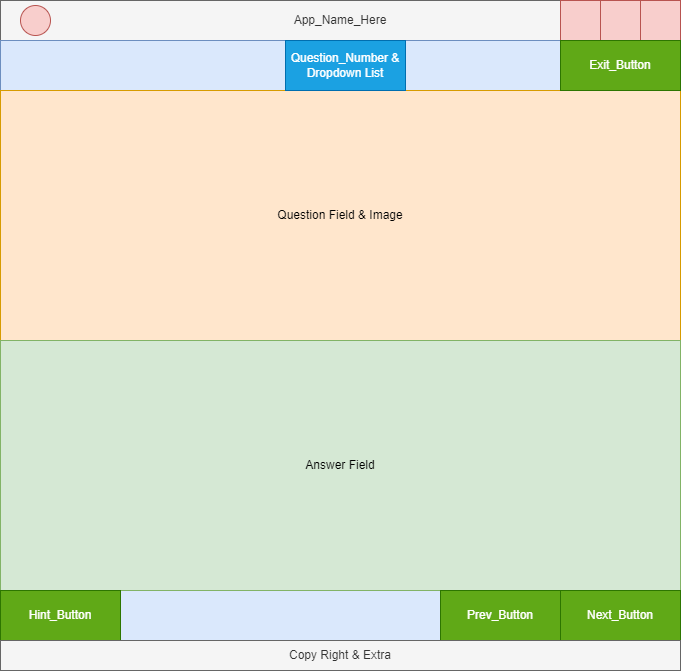 App_Name_Here
Question_Number &
Dropdown List
Exit_Button
Question Field & Image
Answer Field
Hint_Button
Prev_Button
Next_Button
Copy Right & Extra